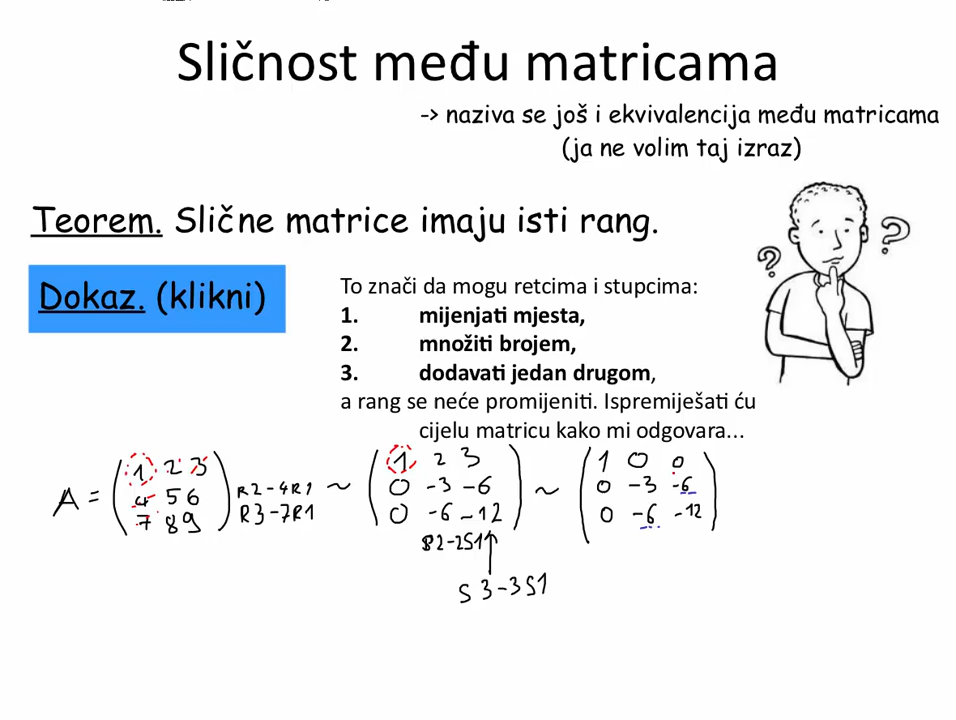 Sličnost među matricama
-> naziva se još i ekvivalencija među matricama
(ja ne volim taj izraz)
Teorem. Slične matrice imaju isti rang.
Dokaz. (klikni)
To znači da mogu retcima i stupcima:
1. mijenjati mjesta,
2. množiti brojem,
3. dodavati jedan drugom,
a rang se neće promijeniti. Ispremiješati ću
cijelu matricu kako mi odgovara...
? ?
1 2 3 1 2 3 1 0 0
A = 4 5 6 R2-4R1 ~ 0 -3 -6 ~ 0 -3 -6
7 8 9 R3-7R1 0 -6 -12 0 -6 -12
S2-2S1
S3-3S1